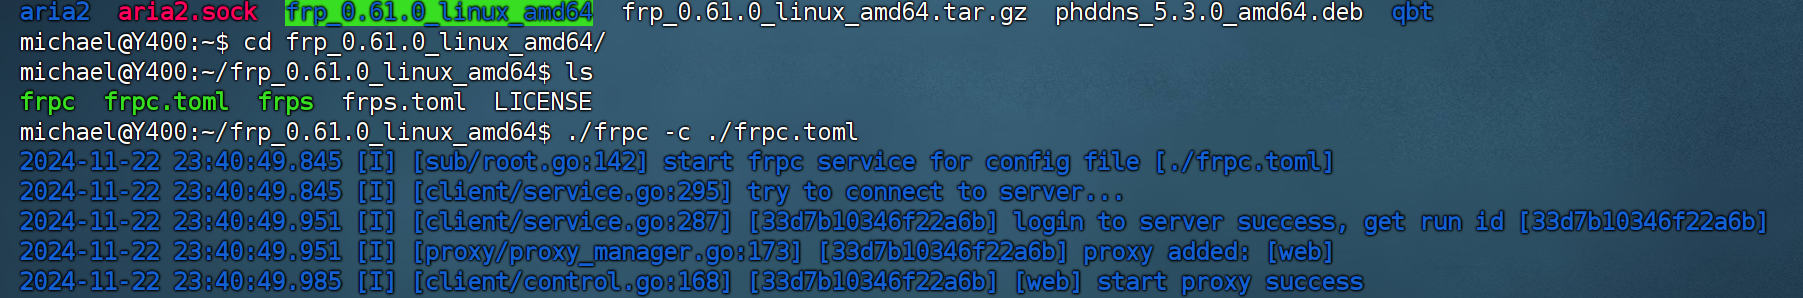 aria2  aria2.sock  frp_0.61.0_linux_amd64  frp_0.61.0_linux_amd64.tar.gz  phddns_5.3.0_amd64.deb  qbt
michael@Y400:~$ cd frp_0.61.0_linux_amd64/
michael@Y400:~/frp_0.61.0_linux_amd64$ ls
frpc  frpc.toml  frps  frps.toml  LICENSE
michael@Y400:~/frp_0.61.0_linux_amd64$ ./frpc -c ./frpc.toml
2024-11-22 23:40:49.845 [I] [sub/root.go:142] start frpc service for config file [./frpc.toml]
2024-11-22 23:40:49.845 [I] [client/service.go:295] try to connect to server...
2024-11-22 23:40:49.951 [I] [client/service.go:287] [33d7b10346f22a6b] login to server success, get run id [33d7b10346f22a6b]
2024-11-22 23:40:49.951 [I] [proxy/proxy_manager.go:173] [33d7b10346f22a6b] proxy added: [web]
2024-11-22 23:40:49.985 [I] [client/control.go:168] [33d7b10346f22a6b] [web] start proxy success